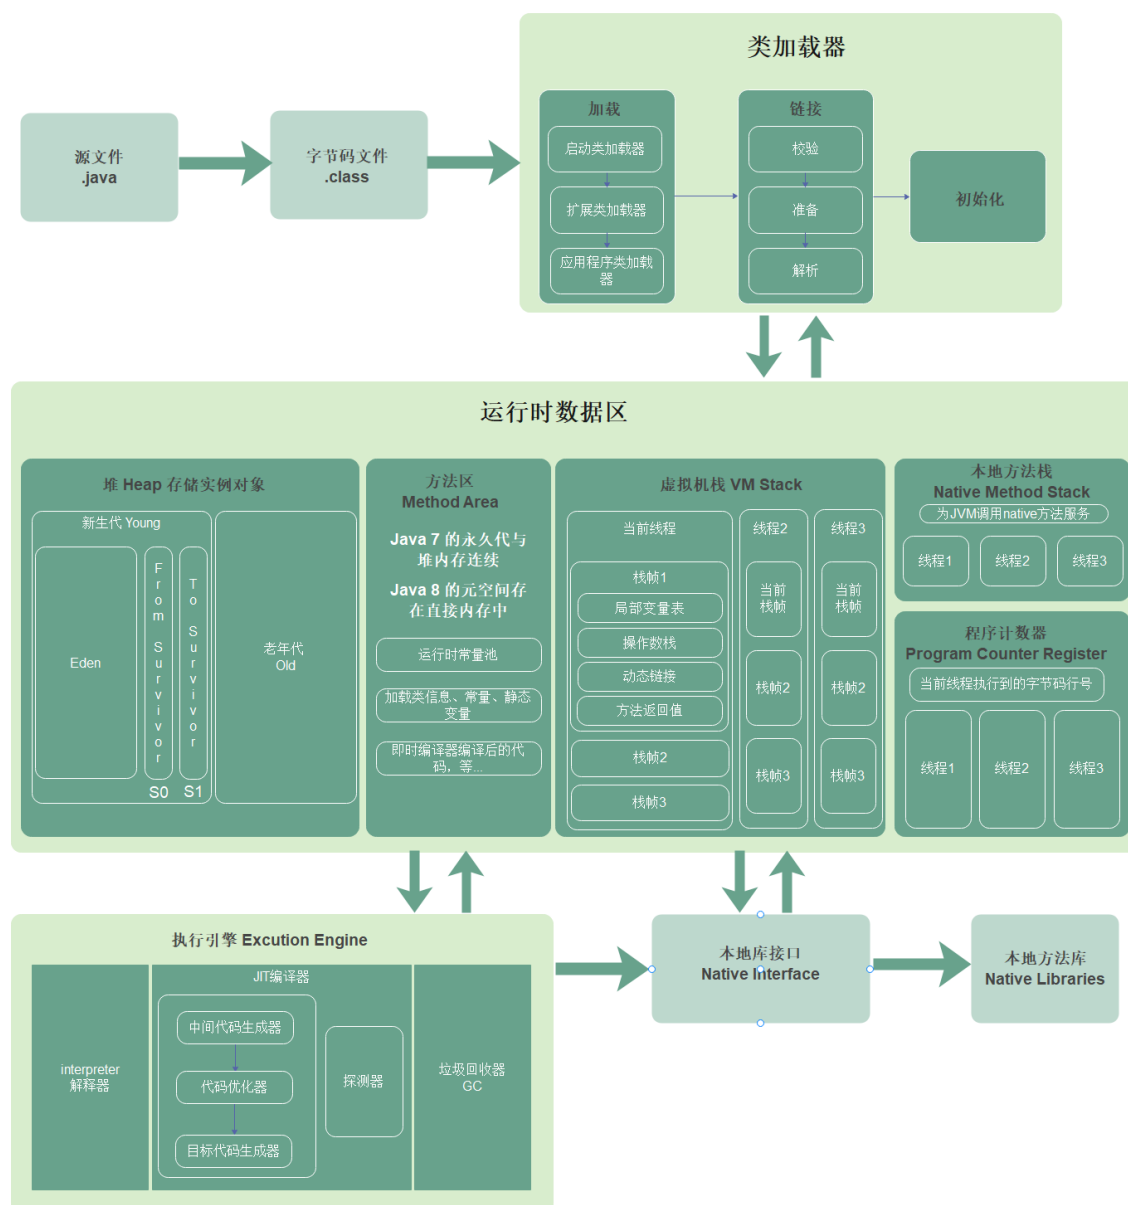 类加载器
源文件
.java
字节码文件
.class
加载
启动类加载器
扩展类加载器
应用程序类加载
器
链接
校验
准备
解析
初始化
运行时数据区
堆 Heap 存储实例对象
新生代 Young
Eden
From Survivor
S0
To Survivor
S1
老年代
Old
方法区
Method Area
Java 7 的永久代与
堆内存连续
Java 8 的元空间存
在直接内存中
运行时常量池
加载类信息、常量、静态
变量
即时编译器编译后的代
码，等...
虚拟机栈 VM Stack
当前线程
栈帧1
局部变量表
操作数栈
动态链接
方法返回值
栈帧2
栈帧3
线程2
当前
栈帧
栈帧2
栈帧3
线程3
当前
栈帧
栈帧2
栈帧3
本地方法栈
Native Method Stack
为JVM调用native方法服务
线程1
线程2
线程3
程序计数器
Program Counter Register
当前线程执行到的字节码行号
线程1
线程2
线程3
执行引擎 Excution Engine
interpreter
解释器
JIT编译器
中间代码生成器
代码优化器
目标代码生成器
探测器
垃圾回收器
GC
本地库接口
Native Interface
本地方法库
Native Libraries